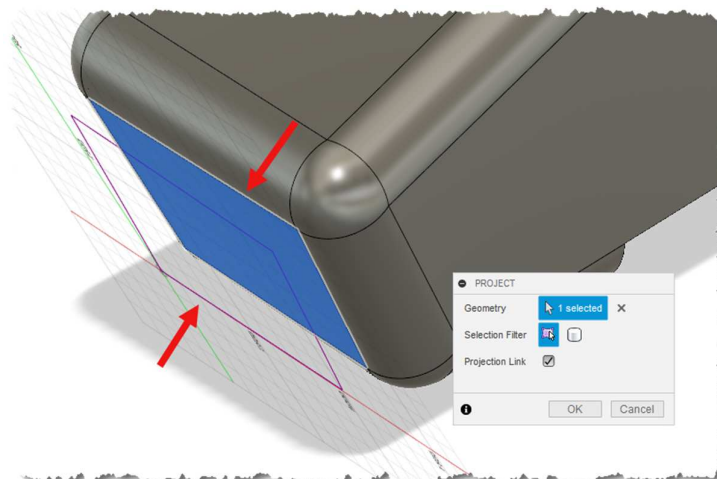 PROJECT
Geometry
1 selected
Selection Filter
Projection Link
OK
Cancel